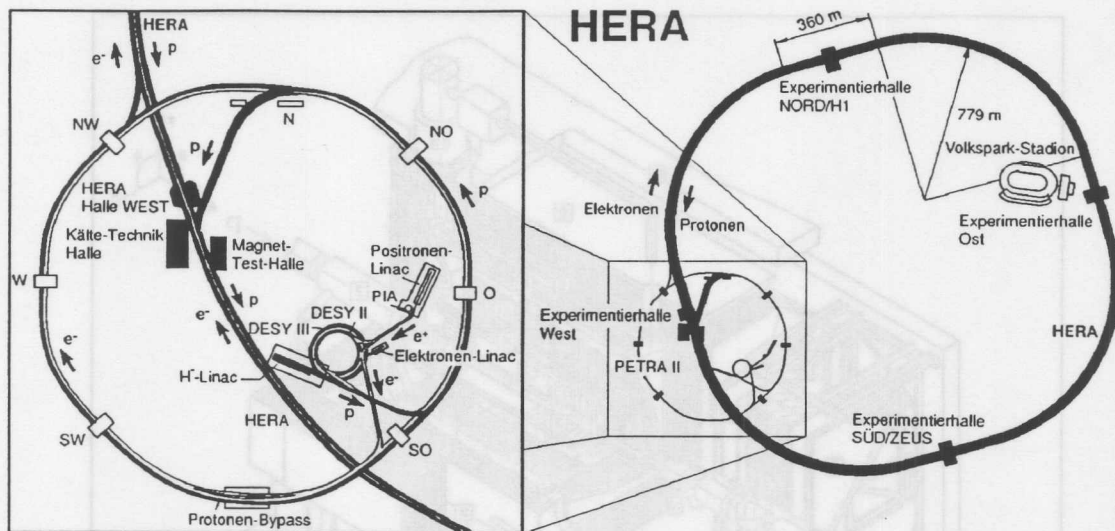 HERA
HERA
p
e-
360 m
Experimentierhalle
NORD/H1
779 m
Volkspark-Stadion
Experimentierhalle
Ost
Elektronen
Protonen
Experimentierhalle
West
PETRA II
HERA
Experimentierhalle
SÜD/ZEUS
NW
N
NO
p
p
HERA
Halle WEST
Kälte-Technik
Halle
Magnet-
Test-Halle
Positronen-
Linac
W
O
PIA
p
DESY II
DESY III
e+
e-
e-
Elektronen-Linac
H--Linac
e-
p
HERA
SW
SO
Protonen-Bypass